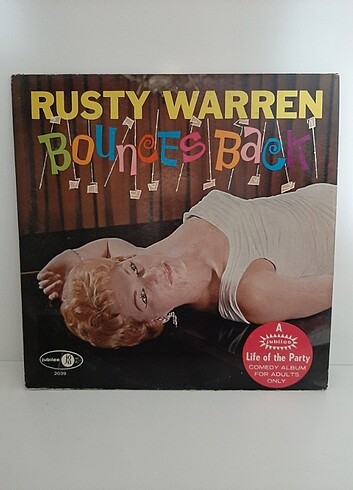 RUSTY WARREN
BOUNCES BACK
A
jubilee
Life of the Party
COMEDY ALBUM
FOR ADULTS
ONLY
jubilee
2039